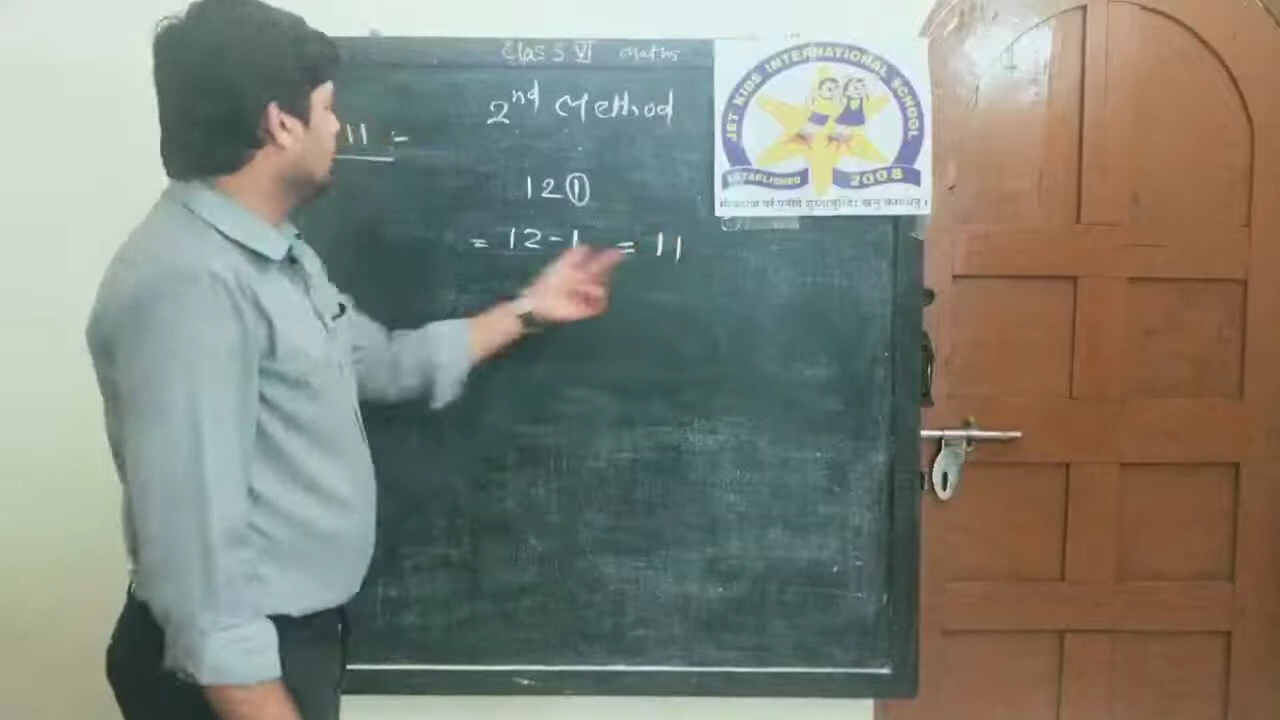 Class VI Maths
2nd Method
11 -
12①
= 12-1 = 11
JET KIDS INTERNATIONAL SCHOOL
ESTABLISHED 2008